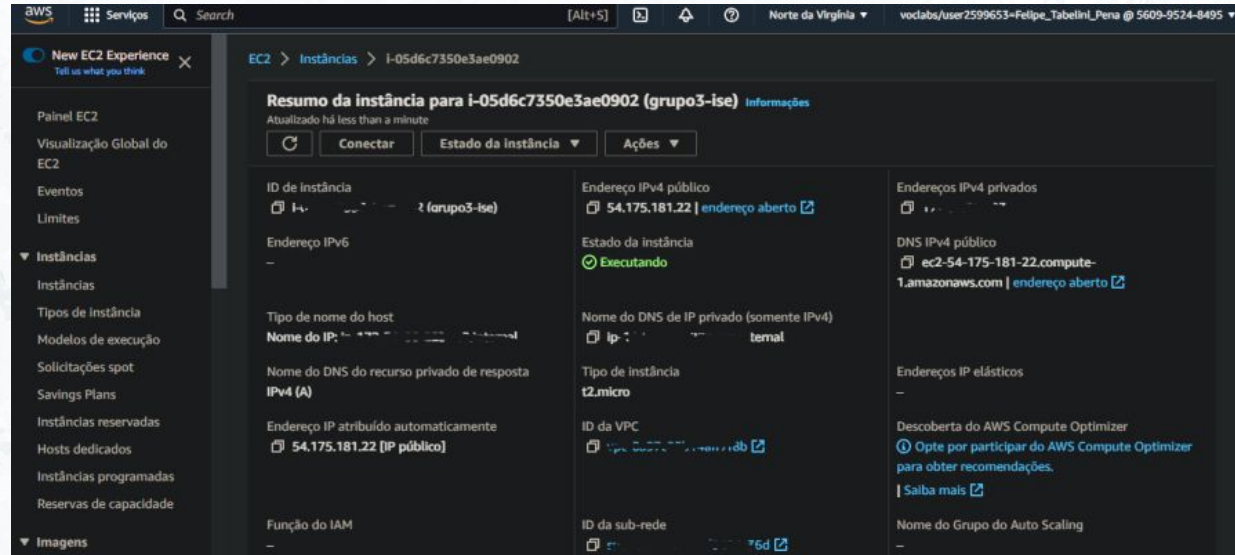 aws
Serviços
Search
[Alt+S]
Norte da Virgínia
voclabs/user2599653=Felipe_Tabelini_Pena @ 5609-9524-8495
New EC2 Experience
Tell us what you think
Painel EC2
Visualização Global do
EC2
Eventos
Limites
Instâncias
Instâncias
Tipos de instância
Modelos de execução
Solicitações spot
Savings Plans
Instâncias reservadas
Hosts dedicados
Instâncias programadas
Reservas de capacidade
Imagens
EC2 > Instâncias > i-05d6c7350e3ae0902
Resumo da instância para i-05d6c7350e3ae0902 (grupo3-ise) Informações
Atualizado há less than a minute
Conectar
Estado da instância
Ações
ID de instância
(grupo3-ise)
Endereço IPv4 público
54.175.181.22 | endereço aberto
Endereços IPv4 privados
Endereço IPv6
–
Estado da instância
Executando
DNS IPv4 público
ec2-54-175-181-22.compute-
1.amazonaws.com | endereço aberto
Tipo de nome do host
Nome do IP:
Nome do DNS de IP privado (somente IPv4)
Nome do DNS do recurso privado de resposta
IPv4 (A)
Tipo de instância
t2.micro
Endereços IP elásticos
–
Endereço IP atribuído automaticamente
54.175.181.22 [IP público]
ID da VPC
Descoberta do AWS Compute Optimizer
Opte por participar do AWS Compute Optimizer
para obter recomendações.
| Saiba mais
Função do IAM
–
ID da sub-rede
Nome do Grupo do Auto Scaling
–